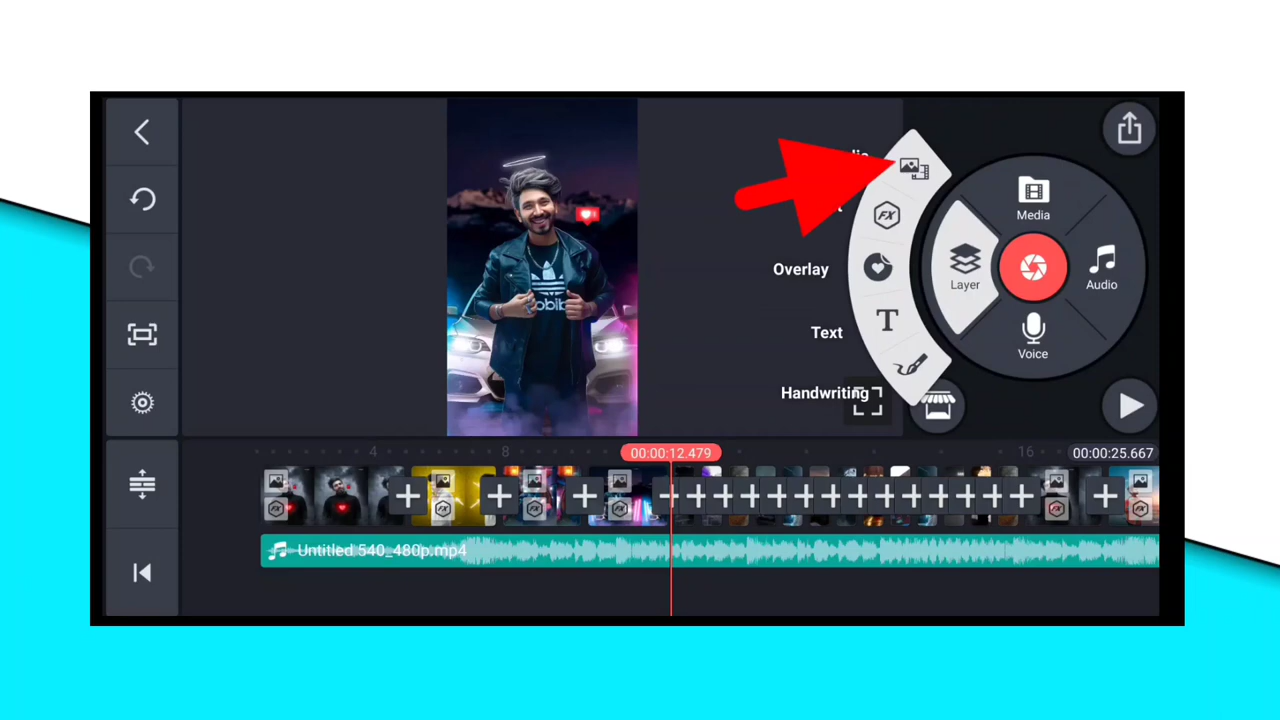 Media
Layer
Audio
Voice
Overlay
Text
Handwriting
obibo
4
8
00:00:12.479
16
00:00:25.667
Untitled 540_480p.mp4